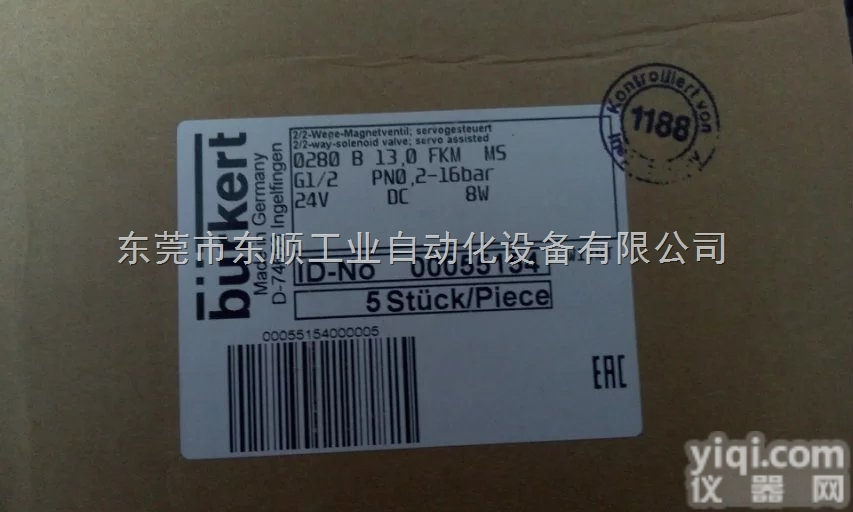 bürkert
Made in Germany
Ingelfingen
2/2-Wege-Magnetventil; servogesteuert
2/2-way-solenoid valve; servo assisted
0280 B 13,0 FKM MS
G1/2 PN0,2-16bar
24V DC 8W
东莞市东顺工业自动化设备有限公司
ID-No 00055154
5 Stück/Piece
00055154000005
EAC
Kontrolliert von
1188
yiqi.com
仪器网